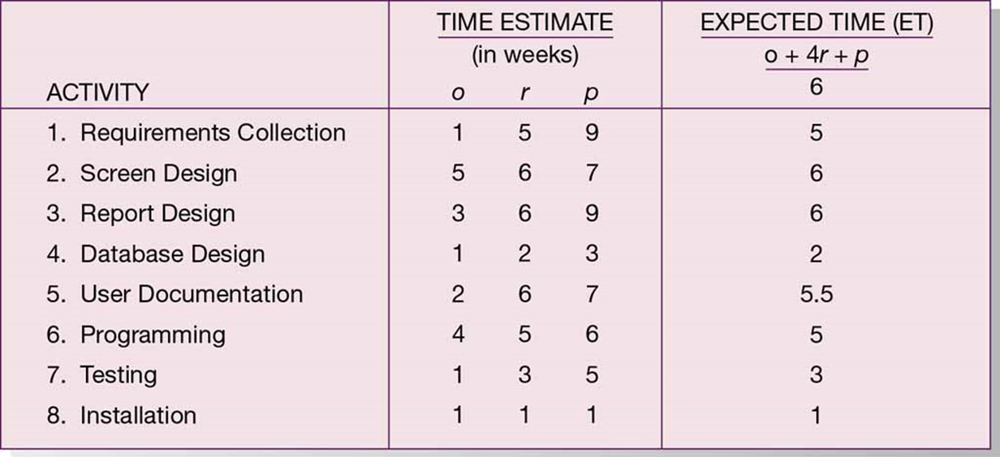 TIME ESTIMATE EXPECTED TIME (ET)
(in weeks) o + 4r + p
ACTIVITY o r p 6
1. Requirements Collection 1 5 9 5
2. Screen Design 5 6 7 6
3. Report Design 3 6 9 6
4. Database Design 1 2 3 2
5. User Documentation 2 6 7 5.5
6. Programming 4 5 6 5
7. Testing 1 3 5 3
8. Installation 1 1 1 1